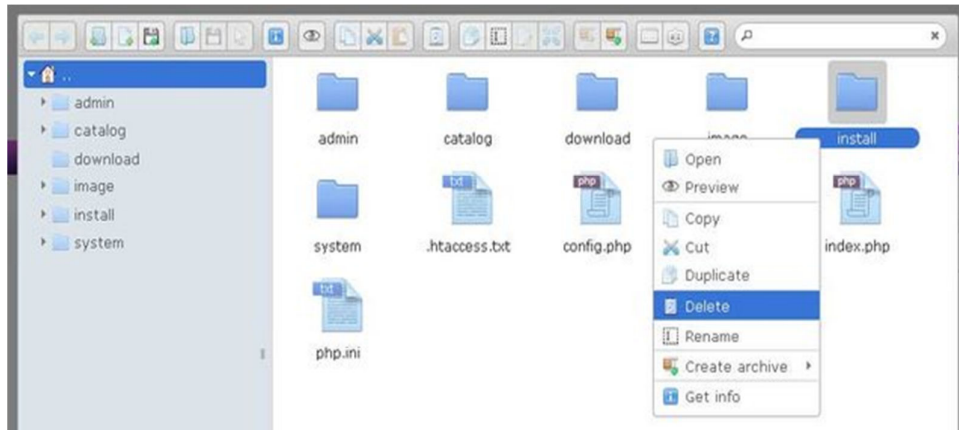 ..
admin
catalog
download
image
install
system
admin
catalog
download
image
install
txt
php
php
system
.htaccess.txt
config.php
index.php
txt
php.ini
Open
Preview
Copy
Cut
Duplicate
Delete
Rename
Create archive
Get info